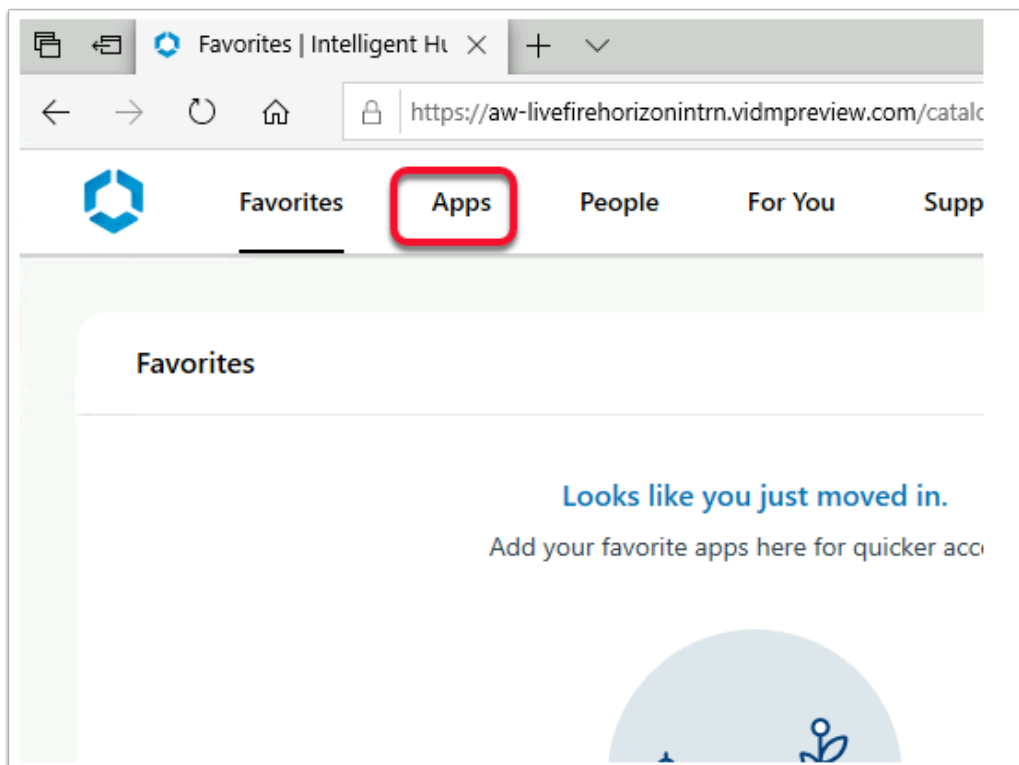 Favorites | Intelligent Hu
https://aw-livefirehorizonintrn.vidmpreview.com/catalo
Favorites Apps People For You Supp
Favorites
Looks like you just moved in.
Add your favorite apps here for quicker acc